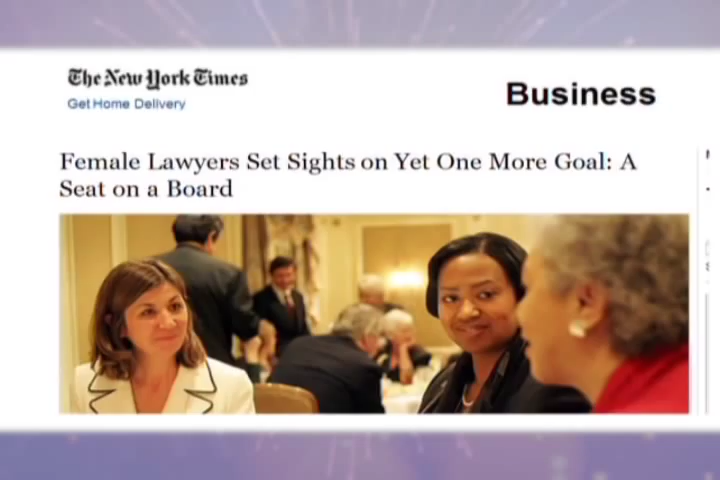 The New York Times
Get Home Delivery
Business
Female Lawyers Set Sights on Yet One More Goal: A
Seat on a Board